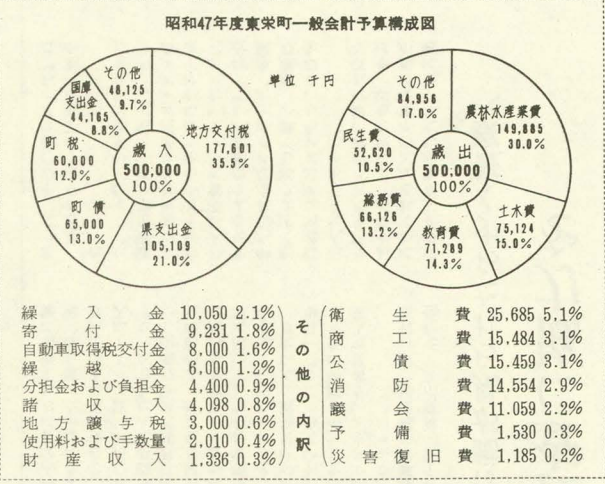 昭和47年度東栄町一般会計予算構成図
単位 千円
歳入
500,000
100%
地方交付税
177,601
35.5%
県支出金
105,109
21.0%
町債
65,000
13.0%
町税
60,000
12.0%
国庫
支出金
44,165
8.8%
その他
48,125
9.7%
歳出
500,000
100%
農林水産業費
149,885
30.0%
土木費
75,124
15.0%
教育費
71,289
14.3%
総務費
66,126
13.2%
民生費
52,620
10.5%
その他
84,956
17.0%
繰入金 10,050 2.1%
寄付金 9,231 1.8%
自動車取得税交付金 8,000 1.6%
繰越金 6,000 1.2%
分担金および負担金 4,400 0.9%
諸収入 4,098 0.8%
地方譲与税 3,000 0.6%
使用料および手数量 2,010 0.4%
財産収入 1,336 0.3%
その他の内訳
衛生費 25,685 5.1%
商工費 15,484 3.1%
公債費 15.459 3.1%
消防費 14,554 2.9%
議会費 11.059 2.2%
予備費 1,530 0.3%
災害復旧費 1,185 0.2%